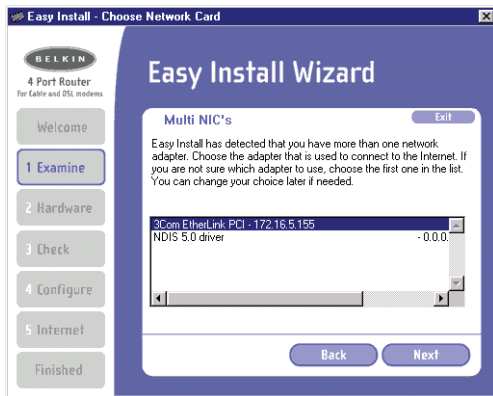 Easy Install - Choose Network Card
BELKIN
4 Port Router
For Cable and DSL modems
Welcome
1 Examine
2 Hardware
3 Check
4 Configure
5 Internet
Finished
Easy Install Wizard
Multi NIC's
Exit
Easy Install has detected that you have more than one network
adapter. Choose the adapter that is used to connect to the Internet. If
you are not sure which adapter to use, choose the first one in the list.
You can change your choice later if needed.
3Com EtherLink PCI - 172.16.5.155
NDIS 5.0 driver - 0.0.0.
Back
Next